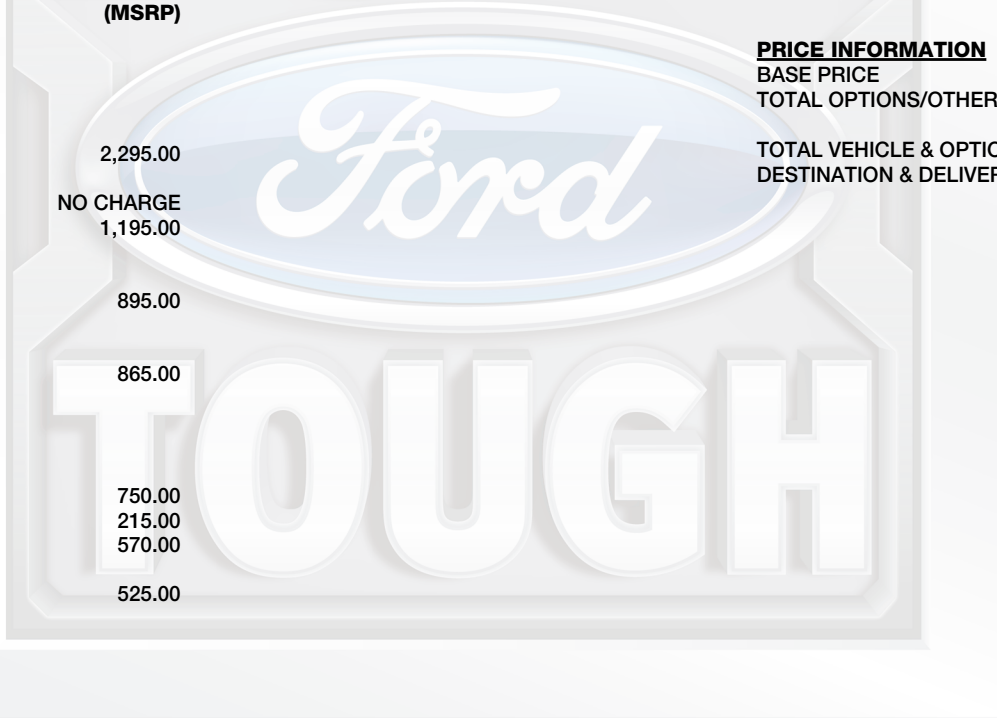 (MSRP)
2,295.00
NO CHARGE
1,195.00
895.00
865.00
750.00
215.00
570.00
525.00
PRICE INFORMATION
BASE PRICE
TOTAL OPTIONS/OTHER
TOTAL VEHICLE & OPTIO
DESTINATION & DELIVER
Ford
TOUGH